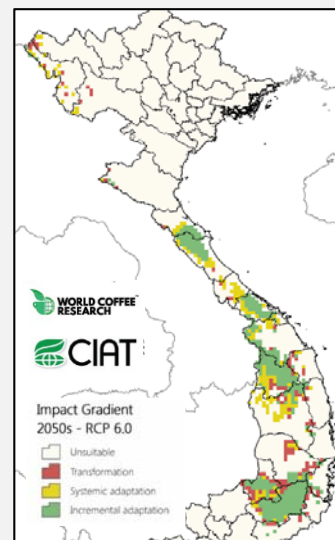 WORLD COFFEE
RESEARCH
CIAT
Impact Gradient
2050s - RCP 6.0
Unsuitable
Transformation
Systemic adaptation
Incremental adaptation